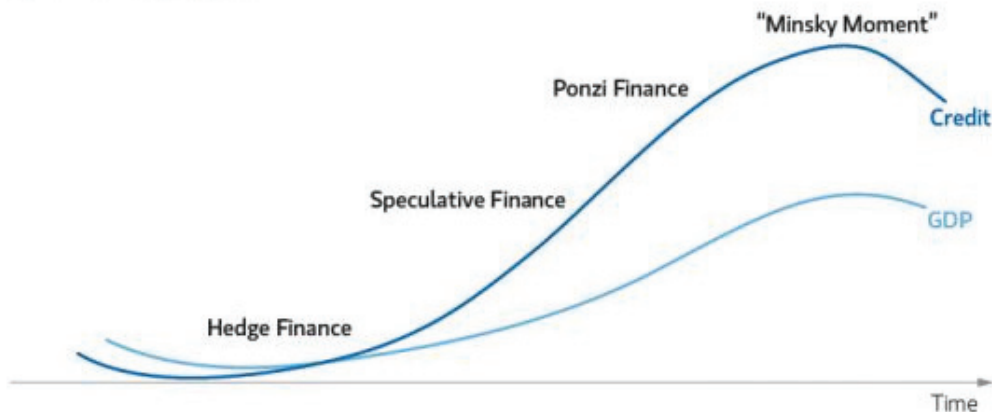 "Minsky Moment"
Ponzi Finance
Credit
Speculative Finance
GDP
Hedge Finance
Time